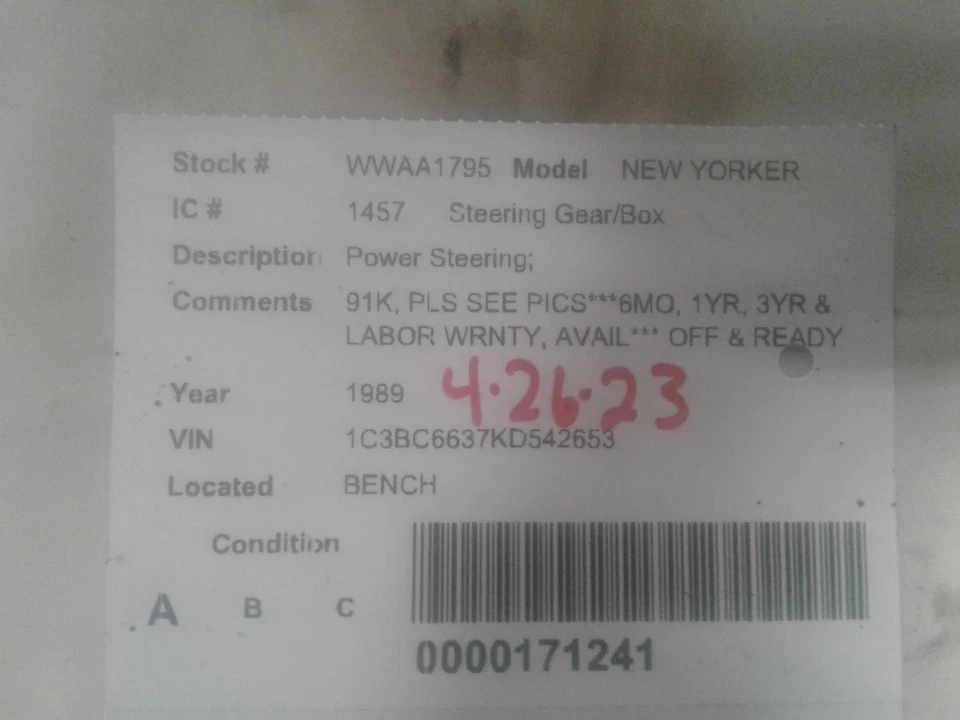 Stock # WWAA1795 Model NEW YORKER
IC # 1457 Steering Gear/Box
Description Power Steering;
Comments 91K, PLS SEE PICS***6MO, 1YR, 3YR &
LABOR WRNTY, AVAIL*** OFF & READY
Year 1989 4.26.23
VIN 1C3BC6637KD542653
Located BENCH
Condition
A B C
0000171241